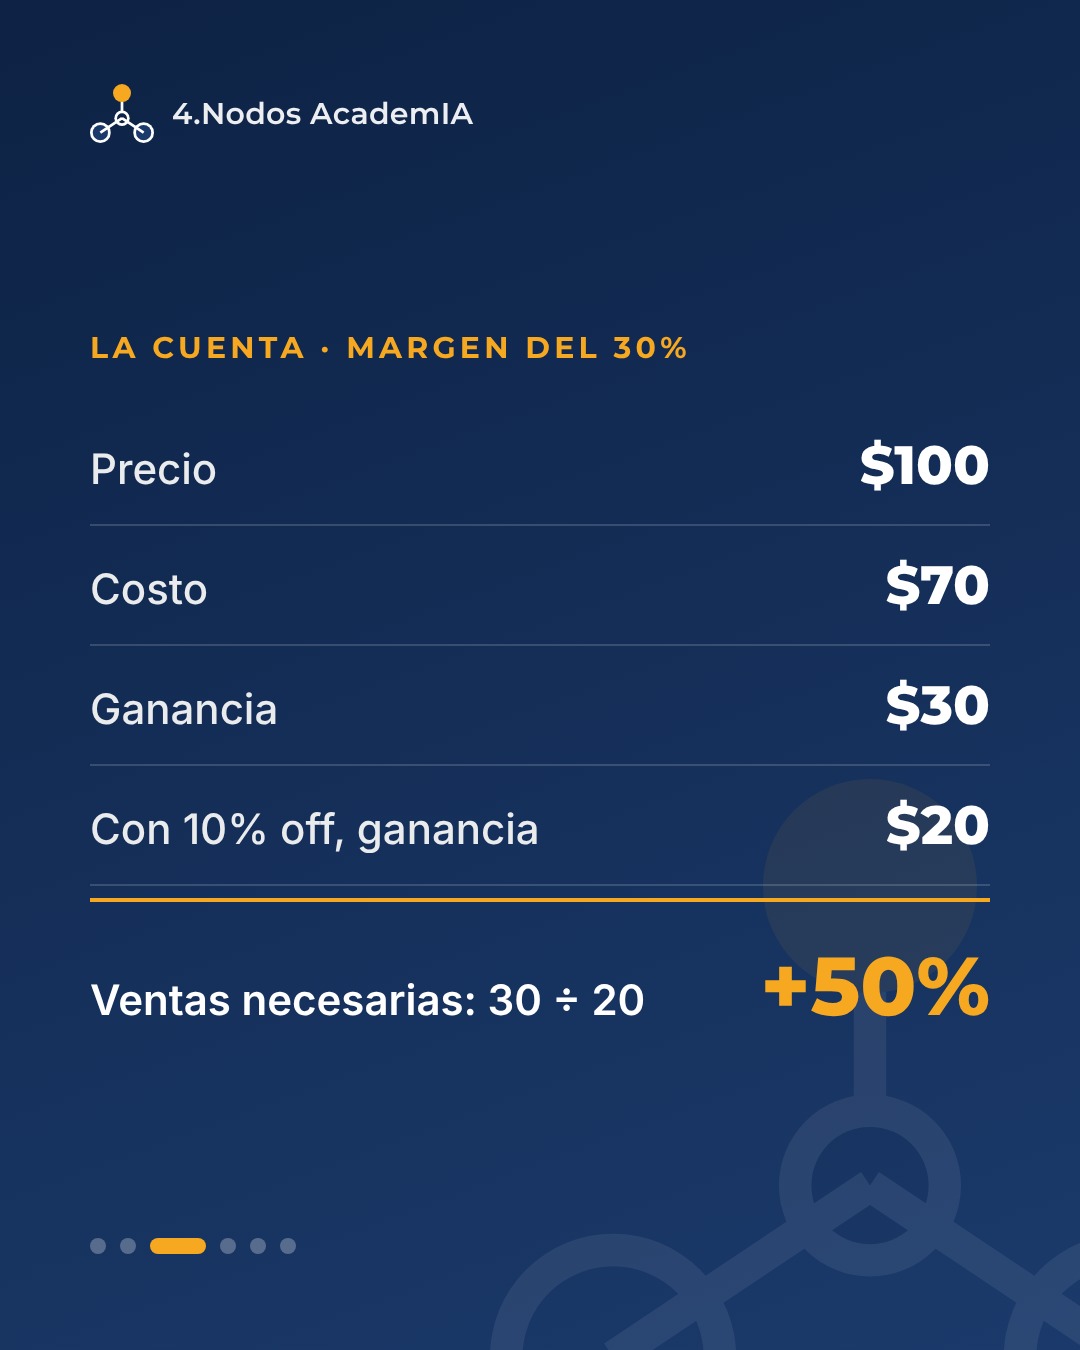 4.Nodos AcademIA
LA CUENTA · MARGEN DEL 30%
Precio $100
Costo $70
Ganancia $30
Con 10% off, ganancia $20
Ventas necesarias: 30 ÷ 20 +50%